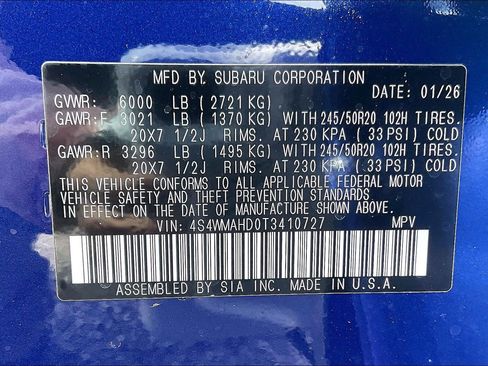 MFD BY SUBARU CORPORATION
GVWR: 6000 LB (2721 KG) DATE: 01/26
GAWR:F 3021 LB (1370 KG) WITH 245/50R20 102H TIRES,
20X7 1/2J RIMS, AT 230 KPA (33 PSI) COLD
GAWR:R 3296 LB (1495 KG) WITH 245/50R20 102H TIRES,
20X7 1/2J RIMS, AT 230 KPA (33 PSI) COLD
THIS VEHICLE CONFORMS TO ALL APPLICABLE FEDERAL MOTOR
VEHICLE SAFETY AND THEFT PREVENTION STANDARDS
IN EFFECT ON THE DATE OF MANUFACTURE SHOWN ABOVE.
VIN: 4S4WMAHD0T3410727 MPV
ASSEMBLED BY SIA INC. MADE IN U.S.A.